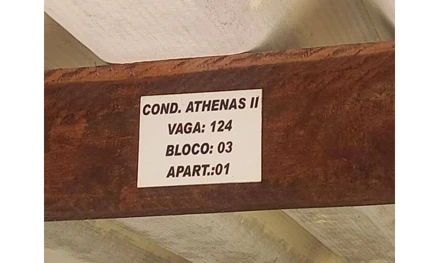 COND. ATHENAS II
VAGA: 124
BLOCO: 03
APART.:01